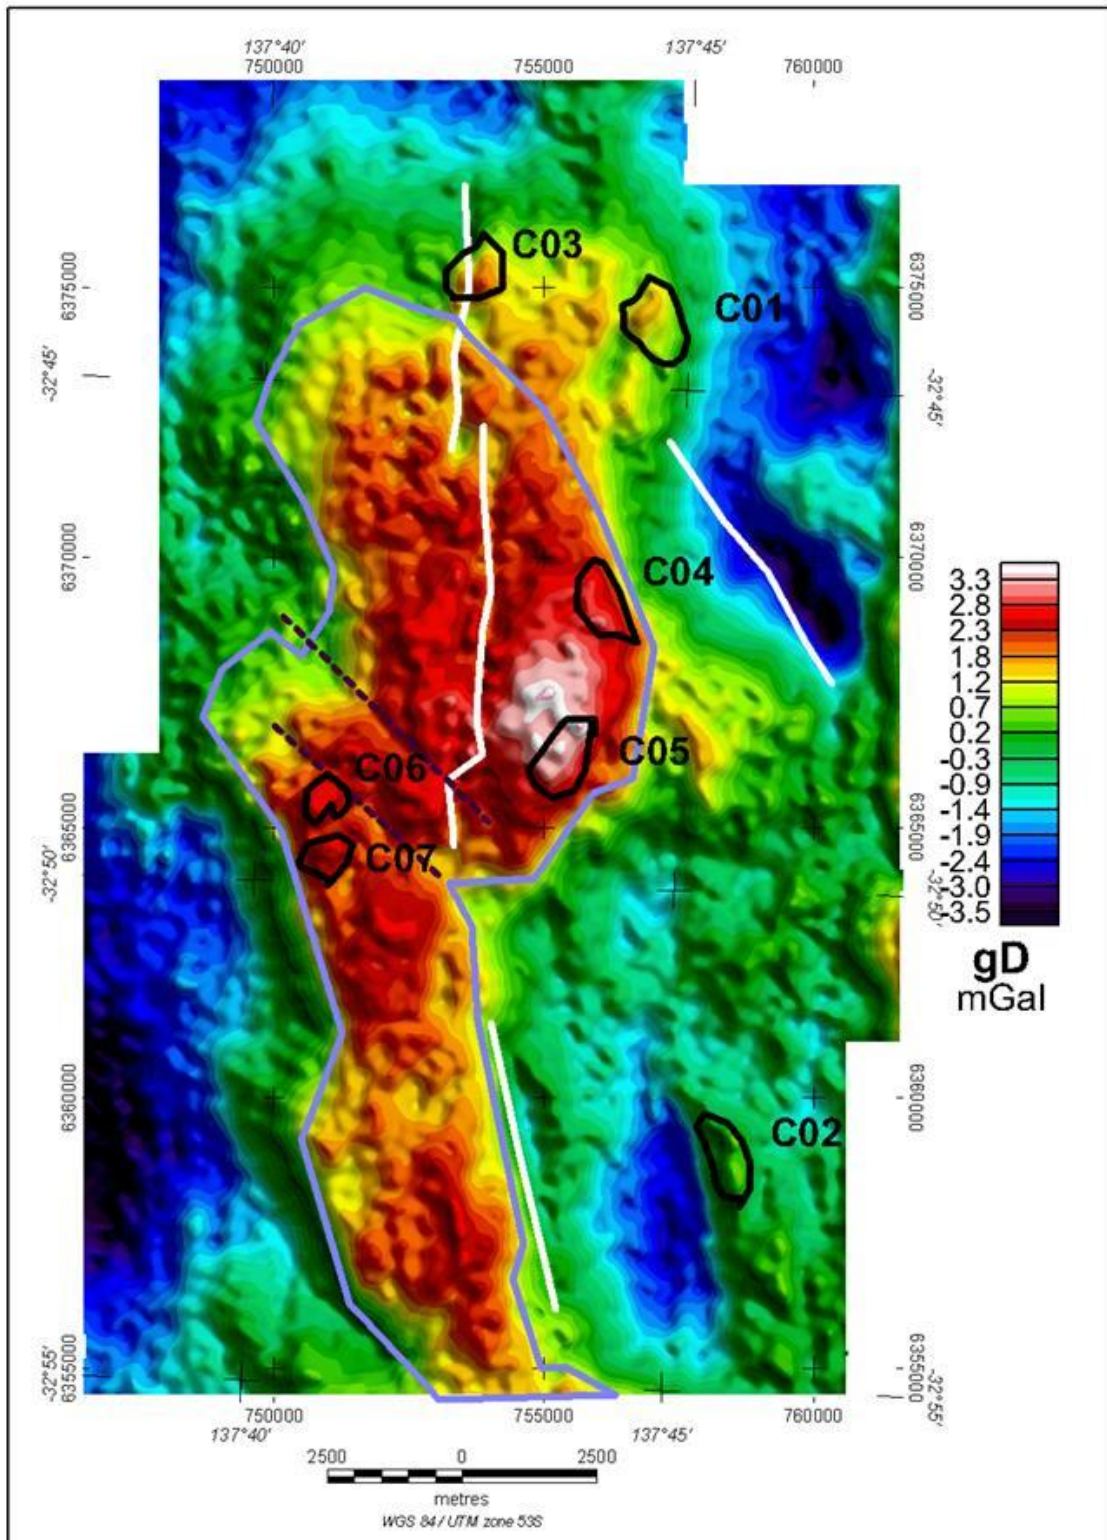 137°40' 137°45'
750000 755000 760000
C03
C01
6375000 6375000
-32°45' -32°45'
C04
6370000 6370000
C05
C06
C07
6365000 6365000
-32°50' -32°50'
3.3
2.8
2.3
1.8
1.2
0.7
0.2
-0.3
-0.9
-1.4
-1.9
-2.4
-3.0
-3.5
gD
mGal
C02
6360000 6360000
6355000 6355000
-32°55' -32°55'
750000 755000 760000
137°40' 137°45'
2500 0 2500
metres
WGS 84 / UTM zone 53S